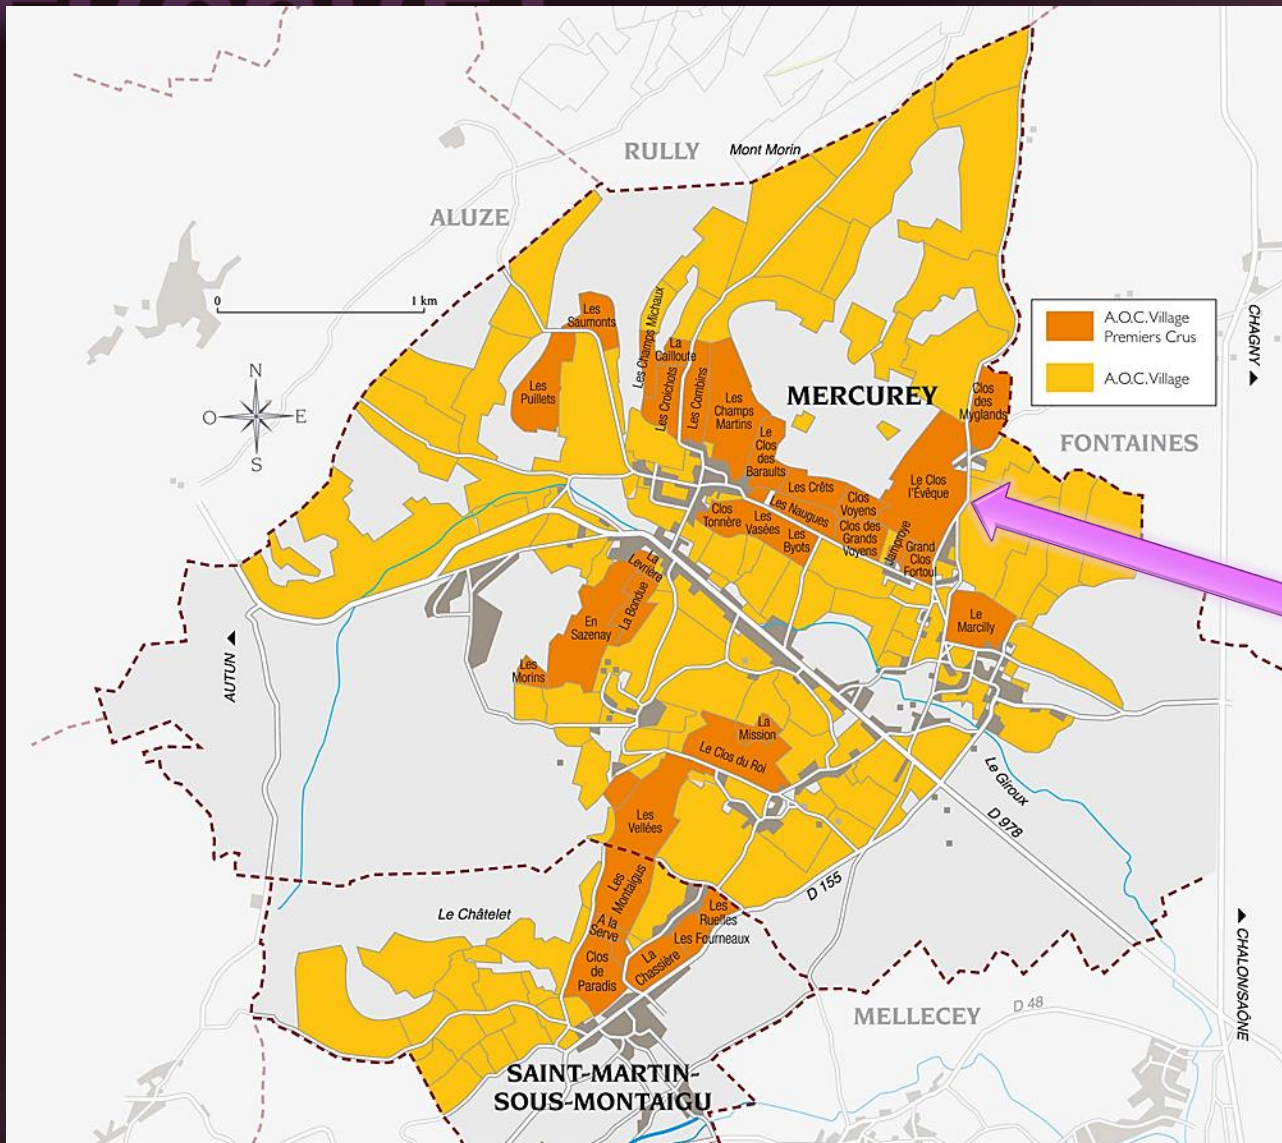 RULLY
Mont Morin
ALUZE
0 1 km
N
O E
S
Les
Saumonts
Les
Puillets
Les Champs Michaux
La
Cailloute
Les Croichots
Les Combins
Les
Champs
Martins
Le
Clos
des
Baraults
MERCUREY
Clos
des
Myglands
A.O.C. Village
Premiers Crus
A.O.C. Village
CHAGNY
FONTAINES
Le Clos
l'Évêque
Les Crêts
Les Naugues
Clos
Voyens
Clos des
Grands
Voyens
Clos
Tonnère
Les
Vasées
Les
Byots
Grand
Clos
Fortoul
La
Levrière
La Bondue
En
Sazenay
Les
Morins
Le
Marcilly
AUTUN
La
Mission
Le Clos du Roi
Les
Vellées
Le Giroux
D 978
D 155
Les
Montaigus
A la
Serve
Clos
de
Paradis
Les
Ruelles
Les Fourneaux
La
Chassière
Le Châtelet
CHALON/SAÔNE
MELLECEY
D 48
SAINT-MARTIN-
SOUS-MONTAIGU